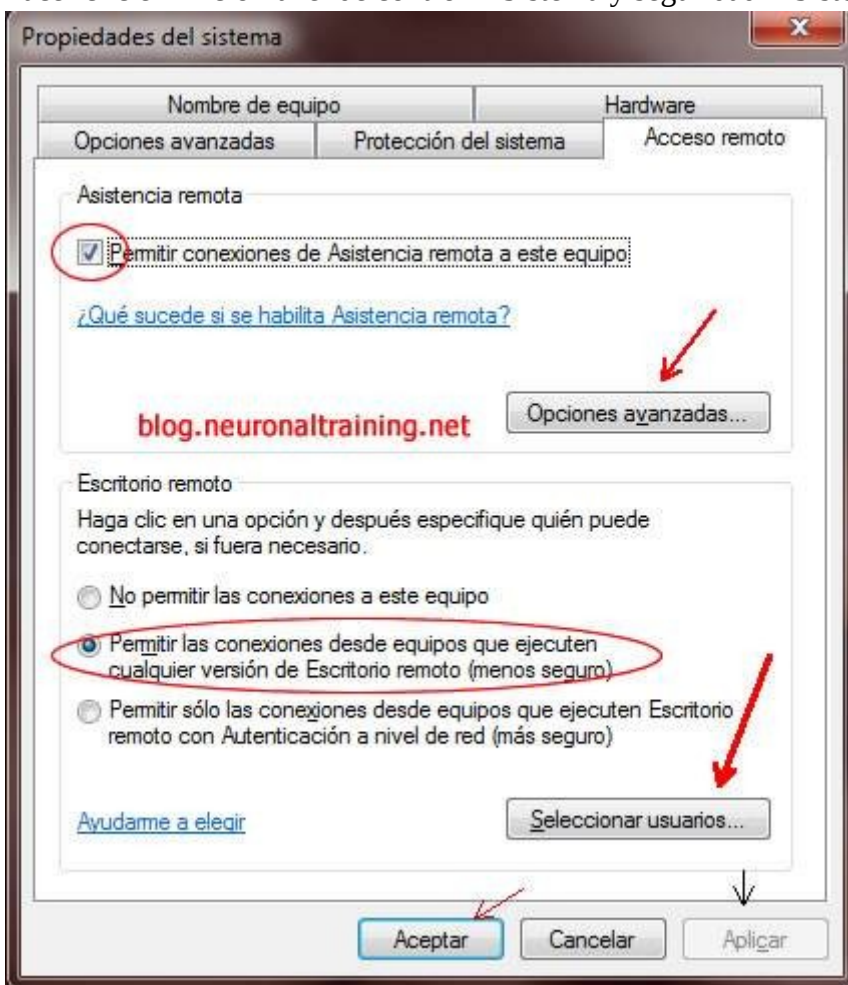 Propiedades del sistema
Nombre de equipo
Hardware
Opciones avanzadas
Protección del sistema
Acceso remoto
Asistencia remota
Permitir conexiones de Asistencia remota a este equipo
¿Qué sucede si se habilita Asistencia remota?
Opciones avanzadas...
blog.neuronaltraining.net
Escritorio remoto
Haga clic en una opción y después especifique quién puede
conectarse, si fuera necesario.
No permitir las conexiones a este equipo
Permitir las conexiones desde equipos que ejecuten
cualquier versión de Escritorio remoto (menos seguro)
Permitir sólo las conexiones desde equipos que ejecuten Escritorio
remoto con Autenticación a nivel de red (más seguro)
Ayudarme a elegir
Seleccionar usuarios...
Aceptar
Cancelar
Aplicar